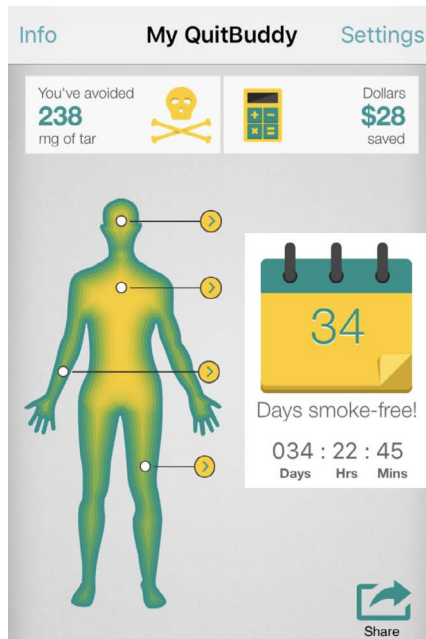 Info My QuitBuddy Settings
You've avoided
238
mg of tar
Dollars
$28
saved
34
Days smoke-free!
034 : 22 : 45
Days Hrs Mins
Share